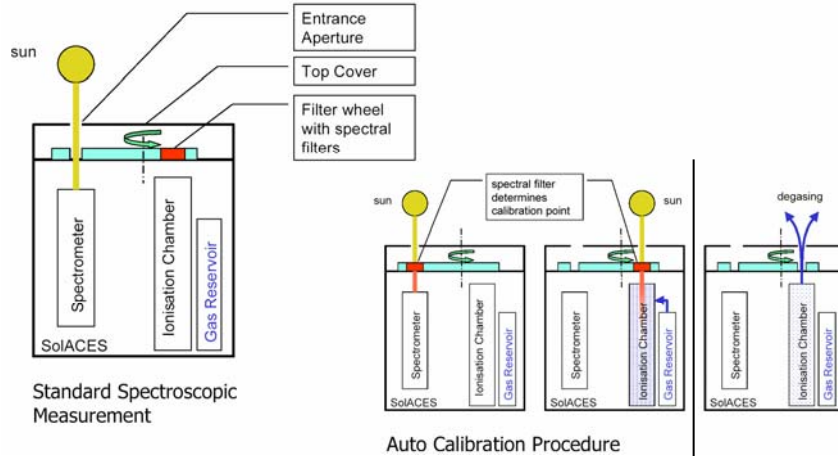 sun
Entrance
Aperture
Top Cover
Filter wheel
with spectral
filters
Spectrometer
Ionisation Chamber
Gas Reservoir
SolACES
Standard Spectroscopic
Measurement
sun
spectral filter
determines
calibration point
sun
degasing
Spectrometer
Ionisation Chamber
Gas Reservoir
SolACES
Spectrometer
Ionisation Chamber
Gas Reservoir
SolACES
Spectrometer
Ionisation Chamber
Gas Reservoir
SolACES
Auto Calibration Procedure